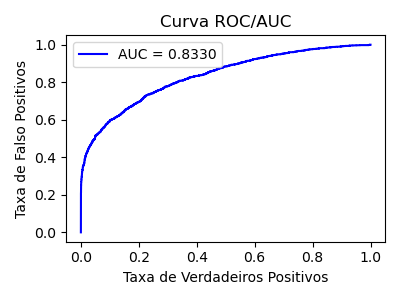 Curva ROC/AUC
AUC = 0.8330
Taxa de Falso Positivos
1.0
0.8
0.6
0.4
0.2
0.0
0.0 0.2 0.4 0.6 0.8 1.0
Taxa de Verdadeiros Positivos